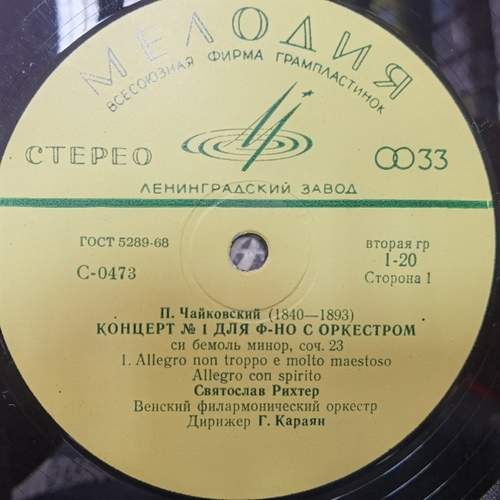 МЕЛОДИЯ
ВСЕСОЮЗНАЯ ФИРМА ГРАМПЛАСТИНОК
СТЕРЕО
33
ЛЕНИНГРАДСКИЙ ЗАВОД
ГОСТ 5289-68
вторая гр
С-0473
1-20
Сторона 1
П. Чайковский (1840—1893)
КОНЦЕРТ № 1 ДЛЯ Ф-НО С ОРКЕСТРОМ
си бемоль минор, соч. 23
1. Allegro non troppo e molto maestoso
Allegro con spirito
Святослав Рихтер
Венский филармонический оркестр
Дирижер Г. Караян